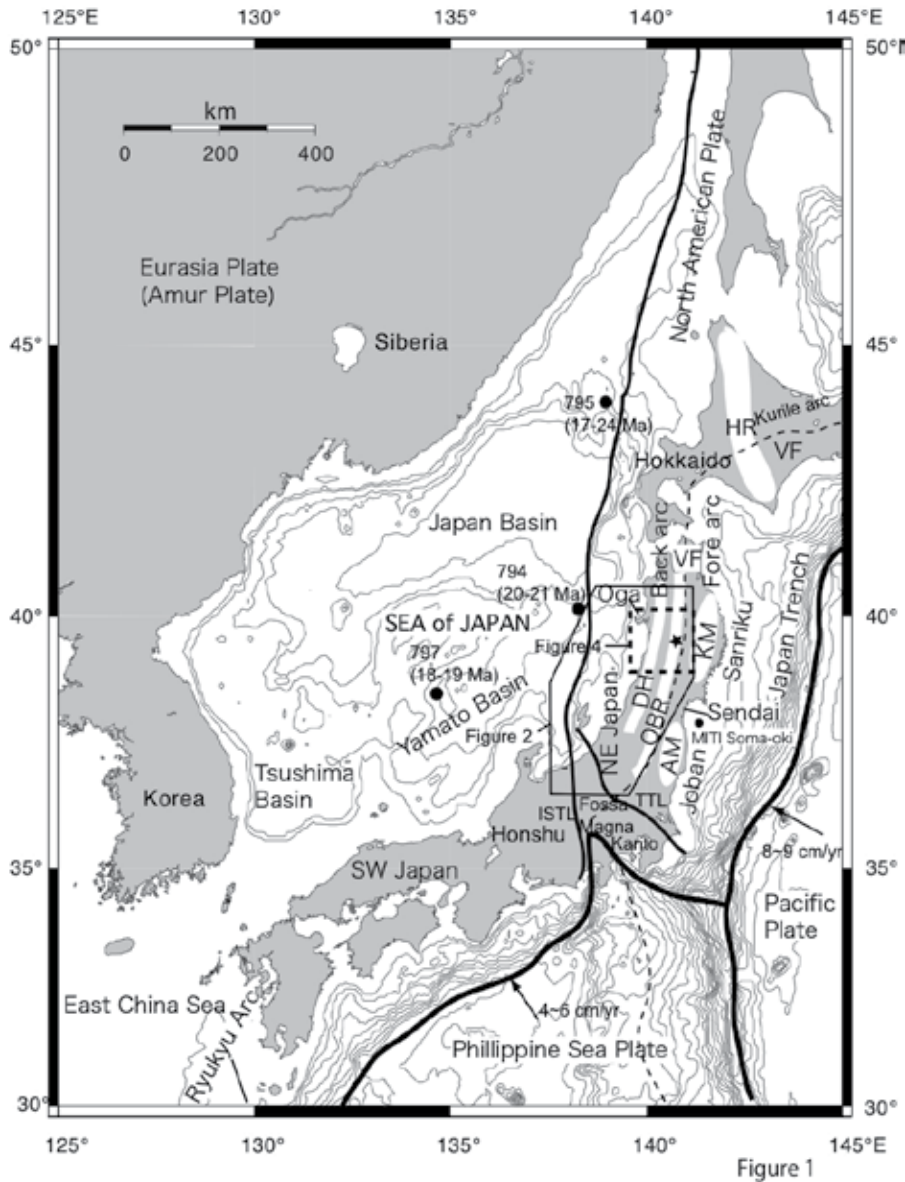 125°E
130°
135°
140°
145°E
50°
50°N
km
0 200 400
North American Plate
Eurasia Plate
(Amur Plate)
45°
45°
Siberia
795
(17-24 Ma)
HR
Kurile arc
VF
Hokkaido
Japan Basin
Back arc
VF
Fore arc
794
(20-21 Ma)
Oga
40°
40°
SEA of JAPAN
Figure 4
KM
Sanriku
Japan Trench
797
(18-19 Ma)
Yamato Basin
Figure 2
NE Japan
DH
OBR
AM
Joban
Sendai
MITI Soma-oki
Tsushima
Basin
Korea
ISTL
Fossa
Magna
TTL
Honshu
Kanto
8~9 cm/yr
35°
35°
SW Japan
Pacific
Plate
East China Sea
Ryukyu Arc
4~6 cm/yr
Phillippine Sea Plate
30°
30°
125°
130°
135°
140°
145°E
Figure 1